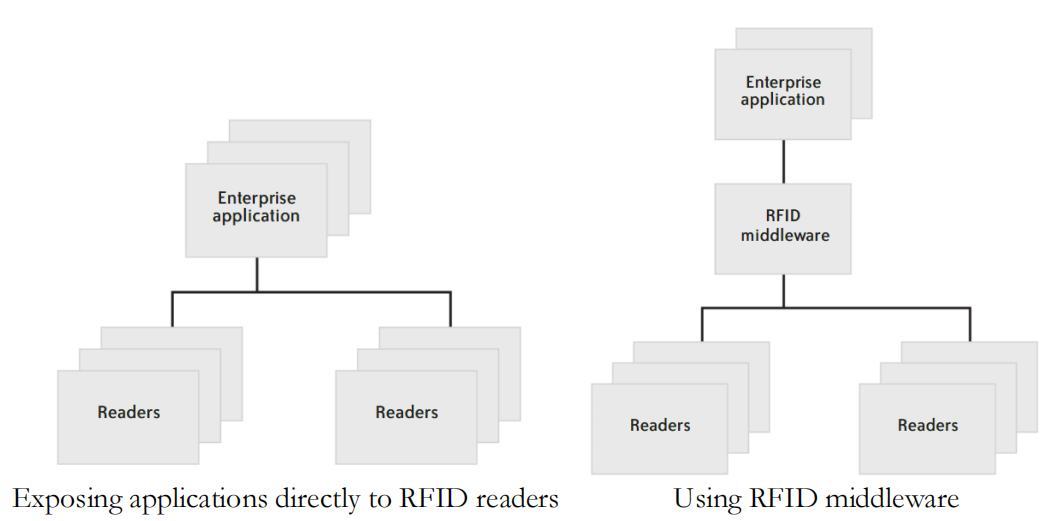 Enterprise
application
Readers
Readers
Exposing applications directly to RFID readers
Enterprise
application
RFID
middleware
Readers
Readers
Using RFID middleware